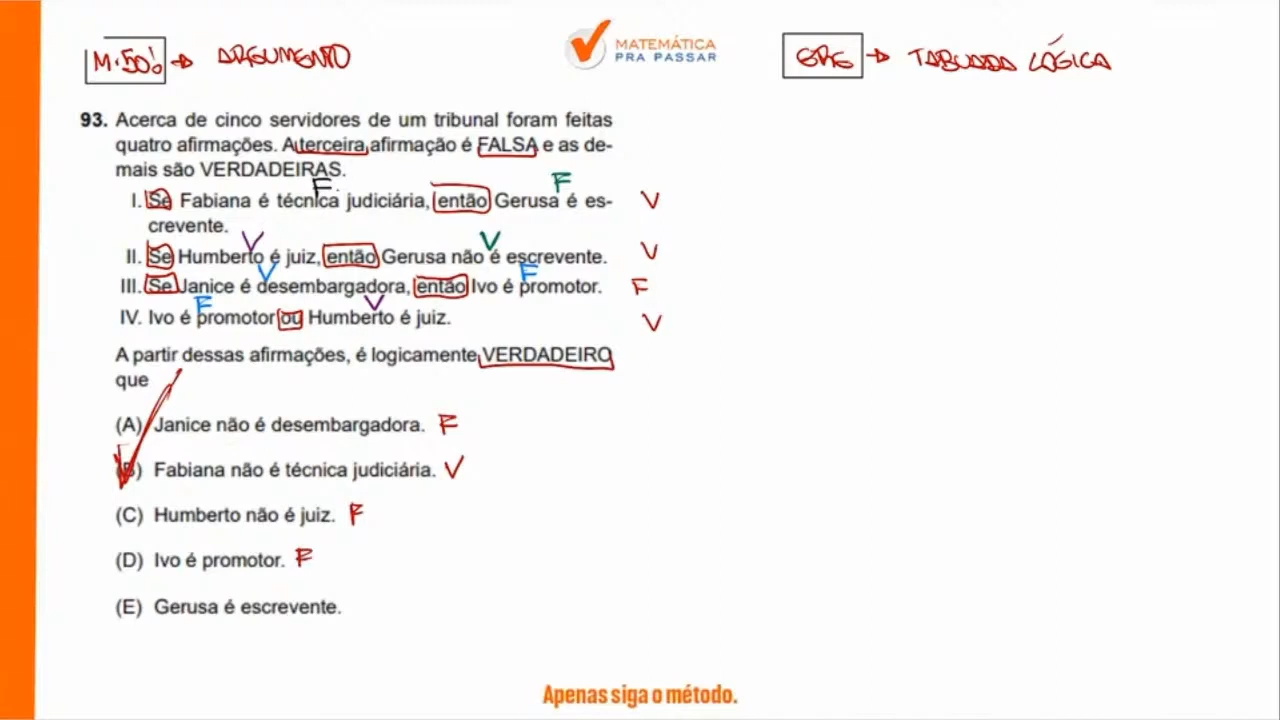 M.50! → ARGUMENTO
MATEMÁTICA
PRA PASSAR
→ TABUADA LÓGICA
93. Acerca de cinco servidores de um tribunal foram feitas
quatro afirmações. A terceira afirmação é FALSA e as de-
mais são VERDADEIRAS.
F F
I. Se Fabiana é técnica judiciária, então Gerusa é es- V
crevente.
V V
II. Se Humberto é juiz, então Gerusa não é escrevente. V
V F
III. Se Janice é desembargadora, então Ivo é promotor. F
F V
IV. Ivo é promotor ou Humberto é juiz. V
A partir dessas afirmações, é logicamente VERDADEIRO
que
(A) Janice não é desembargadora. F
(B) Fabiana não é técnica judiciária. V
(C) Humberto não é juiz. F
(D) Ivo é promotor. F
(E) Gerusa é escrevente.
Apenas siga o método.